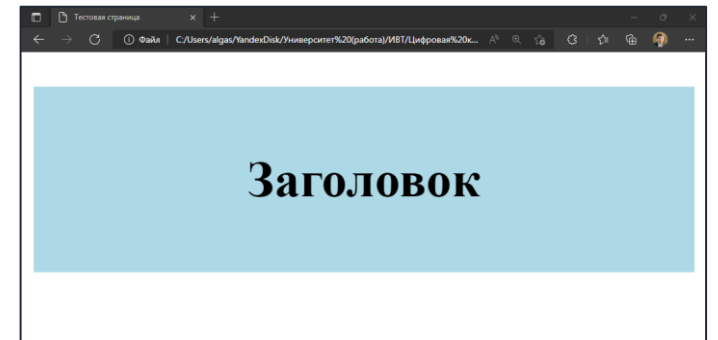 Тестовая страница
Файл C:/Users/algas/YandexDisk/Университет%20(работа)/ИВТ/Цифровая%20к...
Заголовок